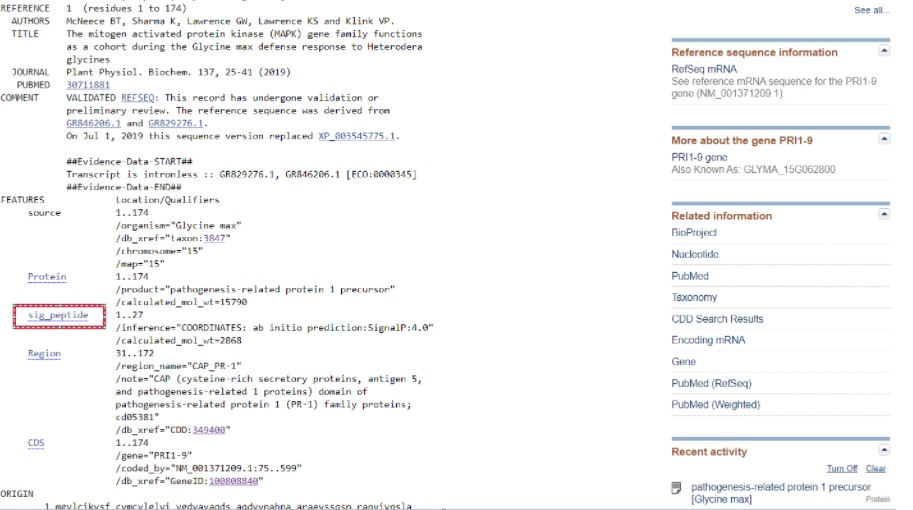 REFERENCE 1 (residues 1 to 174)
AUTHORS McNeece BT, Sharma K, Lawrence GW, Lawrence KS and Klink VP.
TITLE The mitogen activated protein kinase (MAPK) gene family functions
as a cohort during the Glycine max defense response to Heterodera
glycines
JOURNAL Plant Physiol. Biochem. 137, 25-41 (2019)
PUBMED 30711881
COMMENT VALIDATED REFSEQ: This record has undergone validation or
preliminary review. The reference sequence was derived from
GR846206.1 and GR829276.1.
On Jul 1, 2019 this sequence version replaced XP_003545775.1.
##Evidence-Data-START##
Transcript is intronless :: GR829276.1, GR846206.1 [ECO:0000345]
##Evidence-Data-END##
FEATURES Location/Qualifiers
source 1..174
/organism="Glycine max"
/db_xref="taxon:3847"
/chromosome="15"
/map="15"
Protein 1..174
/product="pathogenesis-related protein 1 precursor"
/calculated_mol_wt=15790
sig_peptide 1..27
/inference="COORDINATES: ab initio prediction:SignalP:4.0"
/calculated_mol_wt=2868
Region 31..172
/region_name="CAP_PR-1"
/note="CAP (cysteine-rich secretory proteins, antigen 5,
and pathogenesis-related 1 proteins) domain of
pathogenesis-related protein 1 (PR-1) family proteins;
cd05381"
/db_xref="CDD:349400"
CDS 1..174
/gene="PRI1-9"
/coded_by="NM_001371209.1:75..599"
/db_xref="GeneID:100808840"
ORIGIN
1
See all...
Reference sequence information
RefSeq mRNA
See reference mRNA sequence for the PRI1-9
gene (NM_001371209.1).
More about the gene PRI1-9
PRI1-9 gene
Also Known As: GLYMA_15G062800
Related information
BioProject
Nucleotide
PubMed
Taxonomy
CDD Search Results
Encoding mRNA
Gene
PubMed (RefSeq)
PubMed (Weighted)
Recent activity
Turn Off Clear
pathogenesis-related protein 1 precursor
[Glycine max] Protein